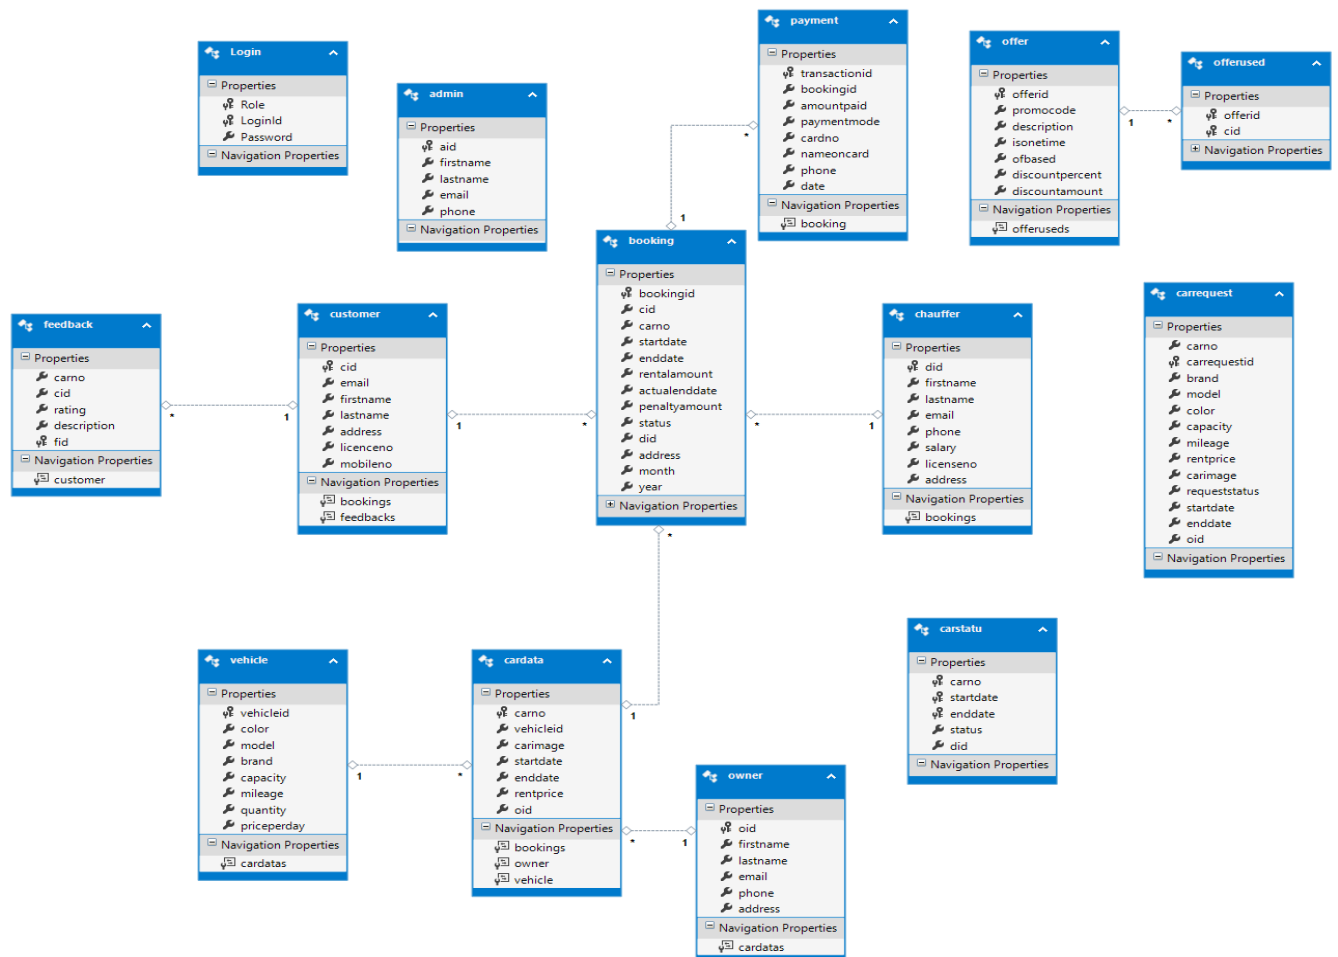 Login
Properties
Role
LoginId
Password
Navigation Properties
admin
Properties
aid
firstname
lastname
email
phone
Navigation Properties
payment
Properties
transactionid
bookingid
amountpaid
paymentmode
cardno
nameoncard
phone
date
Navigation Properties
booking
offer
Properties
offerid
promocode
description
isonetime
ofbased
discountpercent
discountamount
Navigation Properties
offeruseds
1
*
offerused
Properties
offerid
cid
Navigation Properties
*
1
feedback
Properties
carno
cid
rating
description
fid
Navigation Properties
customer
*
1
customer
Properties
cid
email
firstname
lastname
address
licenceno
mobileno
Navigation Properties
bookings
feedbacks
1
*
booking
Properties
bookingid
cid
carno
startdate
enddate
rentalamount
actualenddate
penaltyamount
status
did
address
month
year
Navigation Properties
*
1
chauffer
Properties
did
firstname
lastname
email
phone
salary
licenseno
address
Navigation Properties
bookings
carrequest
Properties
carno
carrequestid
brand
model
color
capacity
mileage
rentprice
carimage
requeststatus
startdate
enddate
oid
Navigation Properties
*
1
vehicle
Properties
vehicleid
color
model
brand
capacity
mileage
quantity
priceperday
Navigation Properties
cardatas
1
*
cardata
Properties
carno
vehicleid
carimage
startdate
enddate
rentprice
oid
Navigation Properties
bookings
owner
vehicle
*
1
owner
Properties
oid
firstname
lastname
email
phone
address
Navigation Properties
cardatas
carstatu
Properties
carno
startdate
enddate
status
did
Navigation Properties